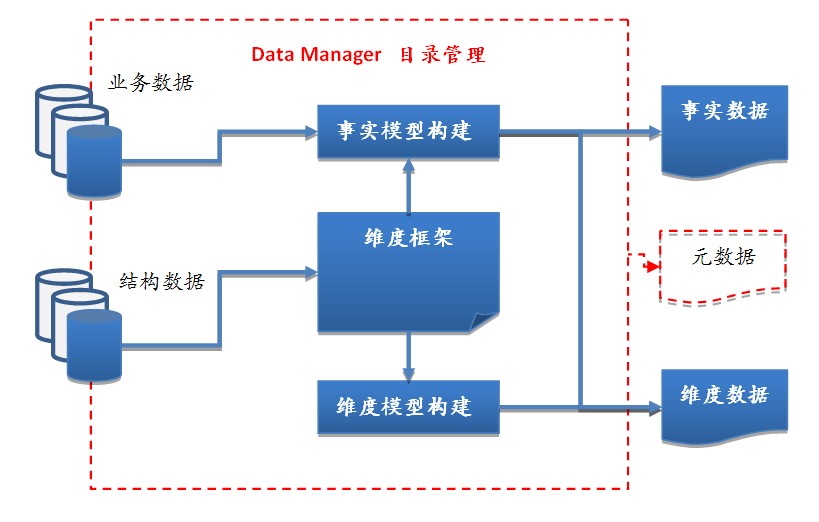 Data Manager 目录管理
业务数据
事实模型构建
事实数据
维度框架
元数据
结构数据
维度模型构建
维度数据